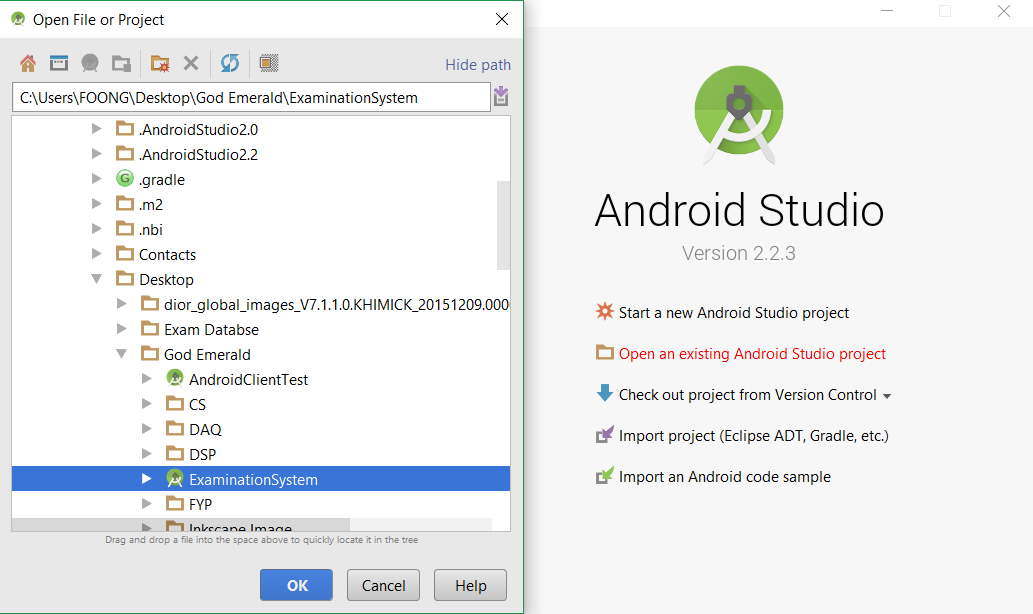 Open File or Project
Hide path
C:\Users\FOONG\Desktop\God Emerald\ExaminationSystem
.AndroidStudio2.0
.AndroidStudio2.2
G .gradle
.m2
.nbi
Contacts
Desktop
dior_global_images_V7.1.1.0.KHIMICK_20151209.000
Exam Databse
God Emerald
AndroidClientTest
CS
DAQ
DSP
ExaminationSystem
FYP
Inkscape Image
Drag and drop a file into the space above to quickly locate it in the tree
OK
Cancel
Help
Android Studio
Version 2.2.3
Start a new Android Studio project
Open an existing Android Studio project
Check out project from Version Control
Import project (Eclipse ADT, Gradle, etc.)
Import an Android code sample